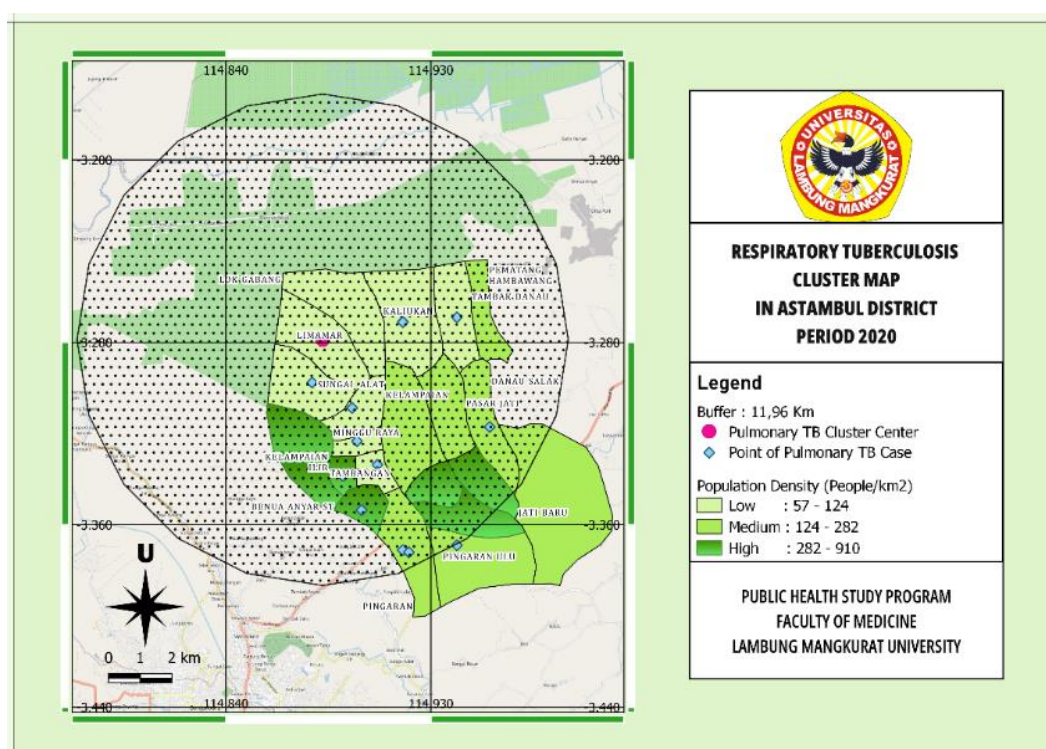 114.840
114.930
-3.200
-3.200
PEMATANG
HAMBAWANG
LOK GABANG
TAMBAK DANAU
KALIUKAN
LIMAMAR
-3.280
-3.280
SUNGAI ALAT
DANAU SALAK
KELAMPAIAN
PASAR JATI
MINGGU RAYA
KELAMPAIAN
ILIR
TAMBANGAN
BENUA ANYAR ST
JATI BARU
-3.360
-3.360
U
PINGARAN ULU
PINGARAN
0 1 2 km
114.840
114.930
-3.440
-3.440
UNIVERSITAS
LAMBUNG MANGKURAT
RESPIRATORY TUBERCULOSIS
CLUSTER MAP
IN ASTAMBUL DISTRICT
PERIOD 2020
Legend
Buffer : 11,96 Km
Pulmonary TB Cluster Center
Point of Pulmonary TB Case
Population Density (People/km2)
Low : 57 - 124
Medium : 124 - 282
High : 282 - 910
PUBLIC HEALTH STUDY PROGRAM
FACULTY OF MEDICINE
LAMBUNG MANGKURAT UNIVERSITY